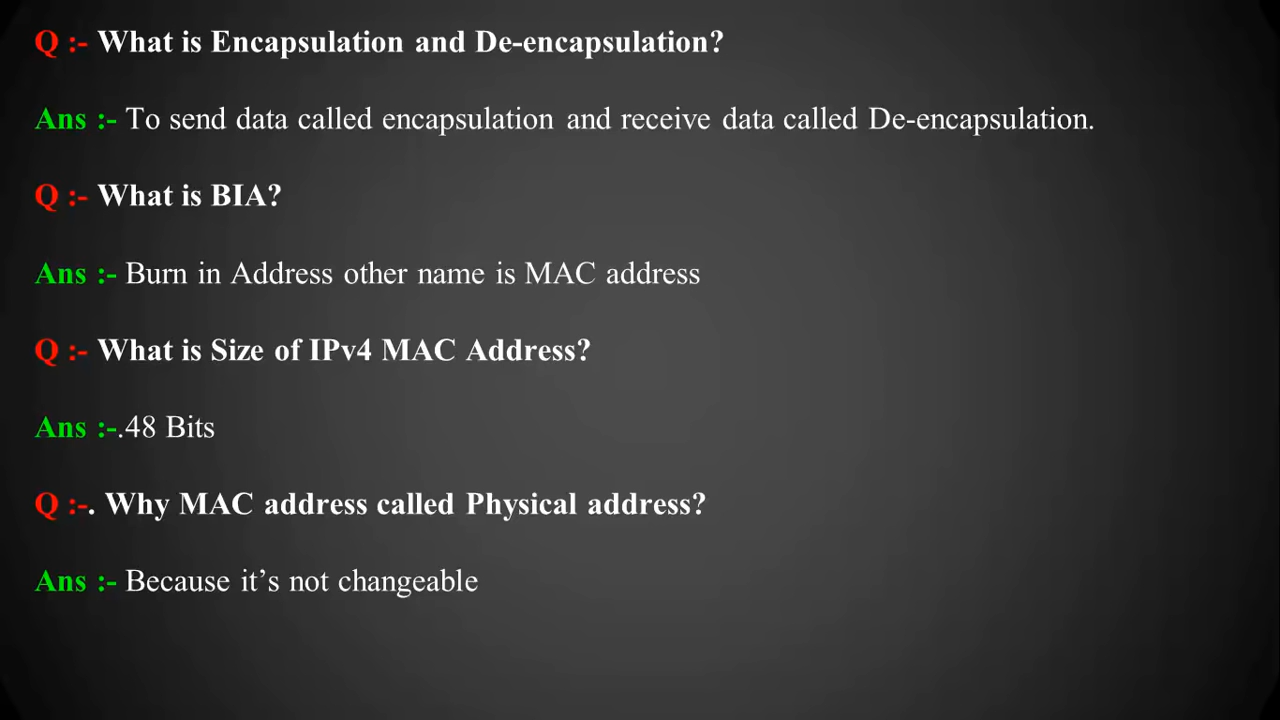 Q :- What is Encapsulation and De-encapsulation?
Ans :- To send data called encapsulation and receive data called De-encapsulation.
Q :- What is BIA?
Ans :- Burn in Address other name is MAC address
Q :- What is Size of IPv4 MAC Address?
Ans :-.48 Bits
Q :-. Why MAC address called Physical address?
Ans :- Because it’s not changeable